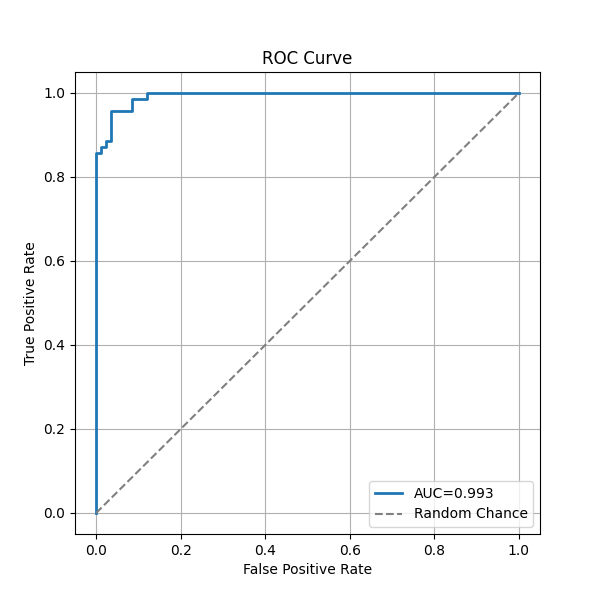 ROC Curve
1.0
0.8
0.6
0.4
0.2
0.0
True Positive Rate
0.0 0.2 0.4 0.6 0.8 1.0
False Positive Rate
AUC=0.993
Random Chance